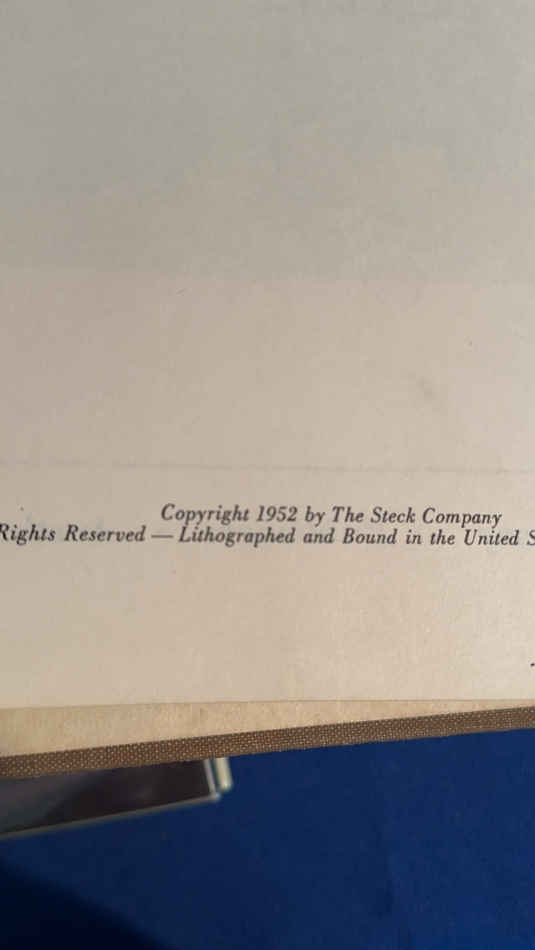 Copyright 1952 by The Steck Company
Rights Reserved — Lithographed and Bound in the United S